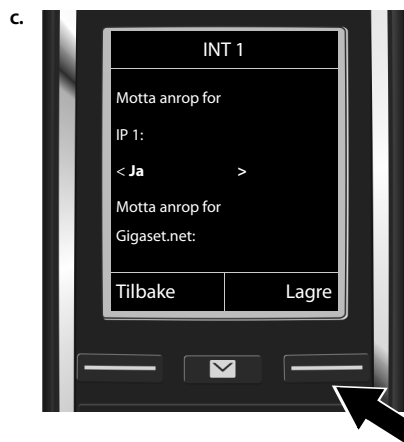 c.
INT 1
Motta anrop for
IP 1:
< Ja >
Motta anrop for
Gigaset.net:
Tilbake Lagre